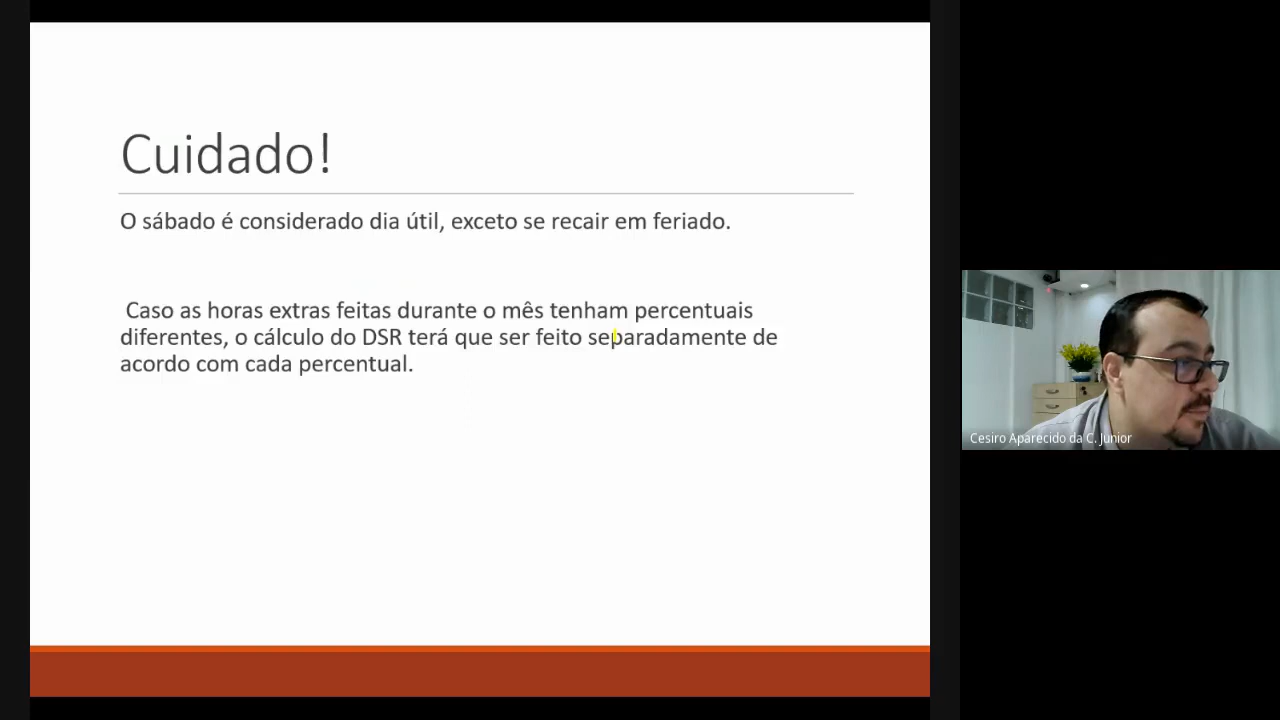 Cuidado!
O sábado é considerado dia útil, exceto se recair em feriado.
Caso as horas extras feitas durante o mês tenham percentuais
diferentes, o cálculo do DSR terá que ser feito separadamente de
acordo com cada percentual.
Cesiro Aparecido da C. Junior